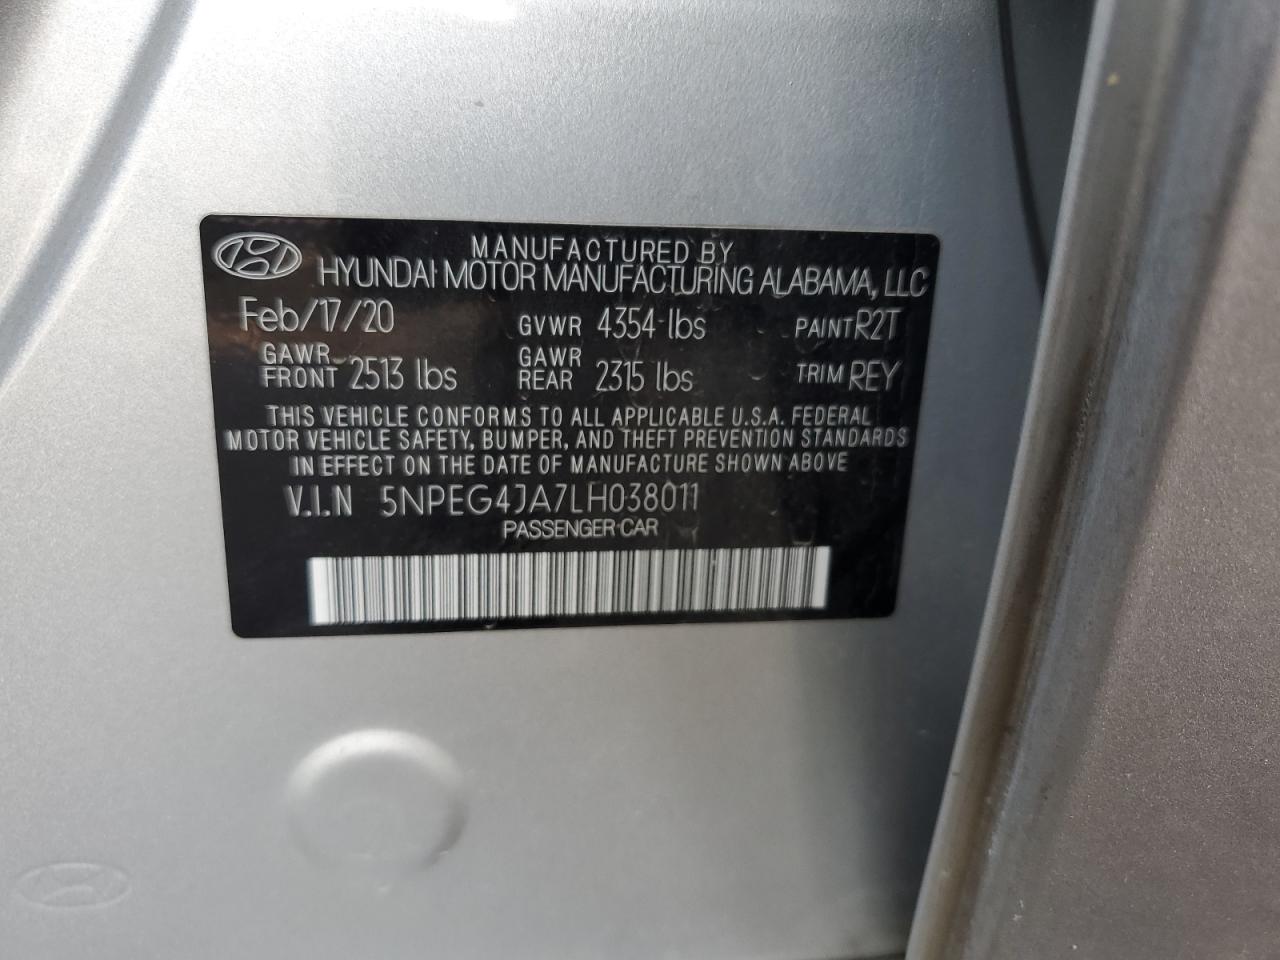 MANUFACTURED BY
HYUNDAI MOTOR MANUFACTURING ALABAMA, LLC
Feb/17/20 GVWR 4354 lbs PAINT R2T
GAWR FRONT 2513 lbs GAWR REAR 2315 lbs TRIM REY
THIS VEHICLE CONFORMS TO ALL APPLICABLE U.S.A. FEDERAL
MOTOR VEHICLE SAFETY, BUMPER, AND THEFT PREVENTION STANDARDS
IN EFFECT ON THE DATE OF MANUFACTURE SHOWN ABOVE
V.I.N 5NPEG4JA7LH038011
PASSENGER CAR